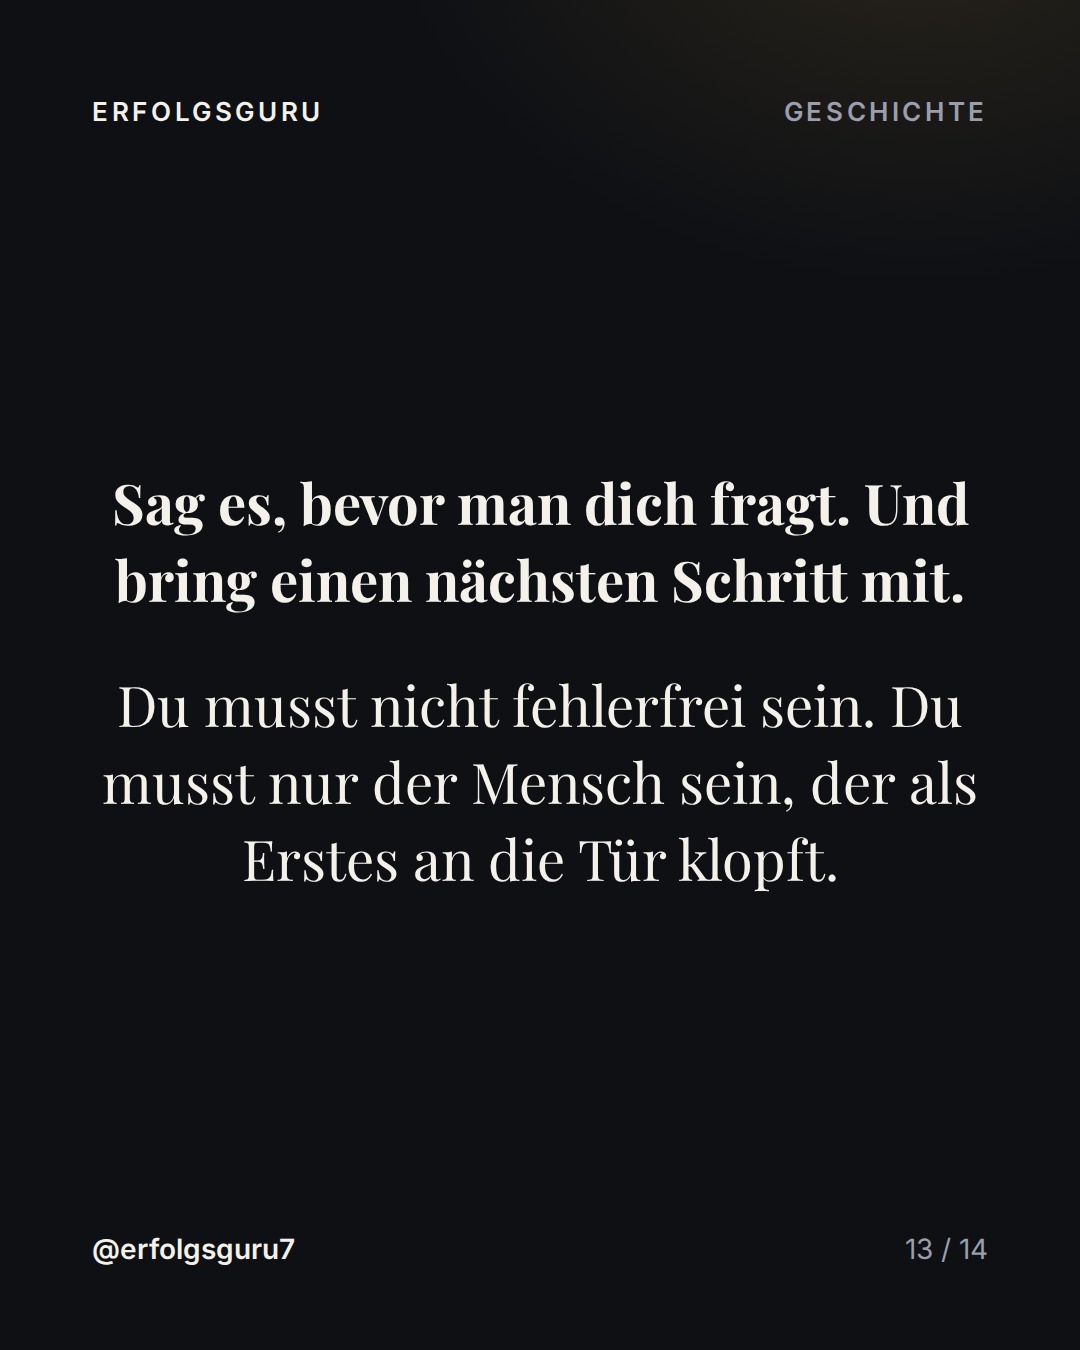 ERFOLGSGURU
GESCHICHTE
Sag es, bevor man dich fragt. Und
bring einen nächsten Schritt mit.
Du musst nicht fehlerfrei sein. Du
musst nur der Mensch sein, der als
Erstes an die Tür klopft.
@erfolgsguru7
13 / 14